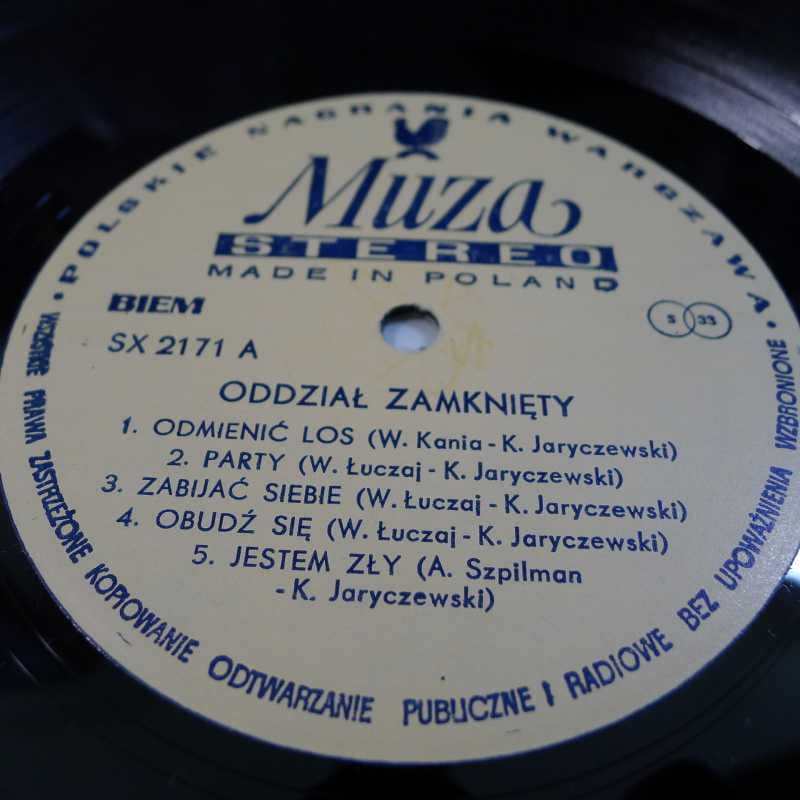 POLSKIE NAGRANIA WARSZAWA
Muza
STEREO
MADE IN POLAND
BIEM
S 33
SX 2171 A
ODDZIAŁ ZAMKNIĘTY
1. ODMIENIĆ LOS (W. Kania - K. Jaryczewski)
2. PARTY (W. Łuczaj - K. Jaryczewski)
3. ZABIJAĆ SIEBIE (W. Łuczaj - K. Jaryczewski)
4. OBUDŹ SIĘ (W. Łuczaj - K. Jaryczewski)
5. JESTEM ZŁY (A. Szpilman
- K. Jaryczewski)
WSZELKIE PRAWA ZASTRZEŻONE KOPIOWANIE ODTWARZANIE PUBLICZNE I RADIOWE BEZ UPOWAŻNIENIA WZBRONIONE